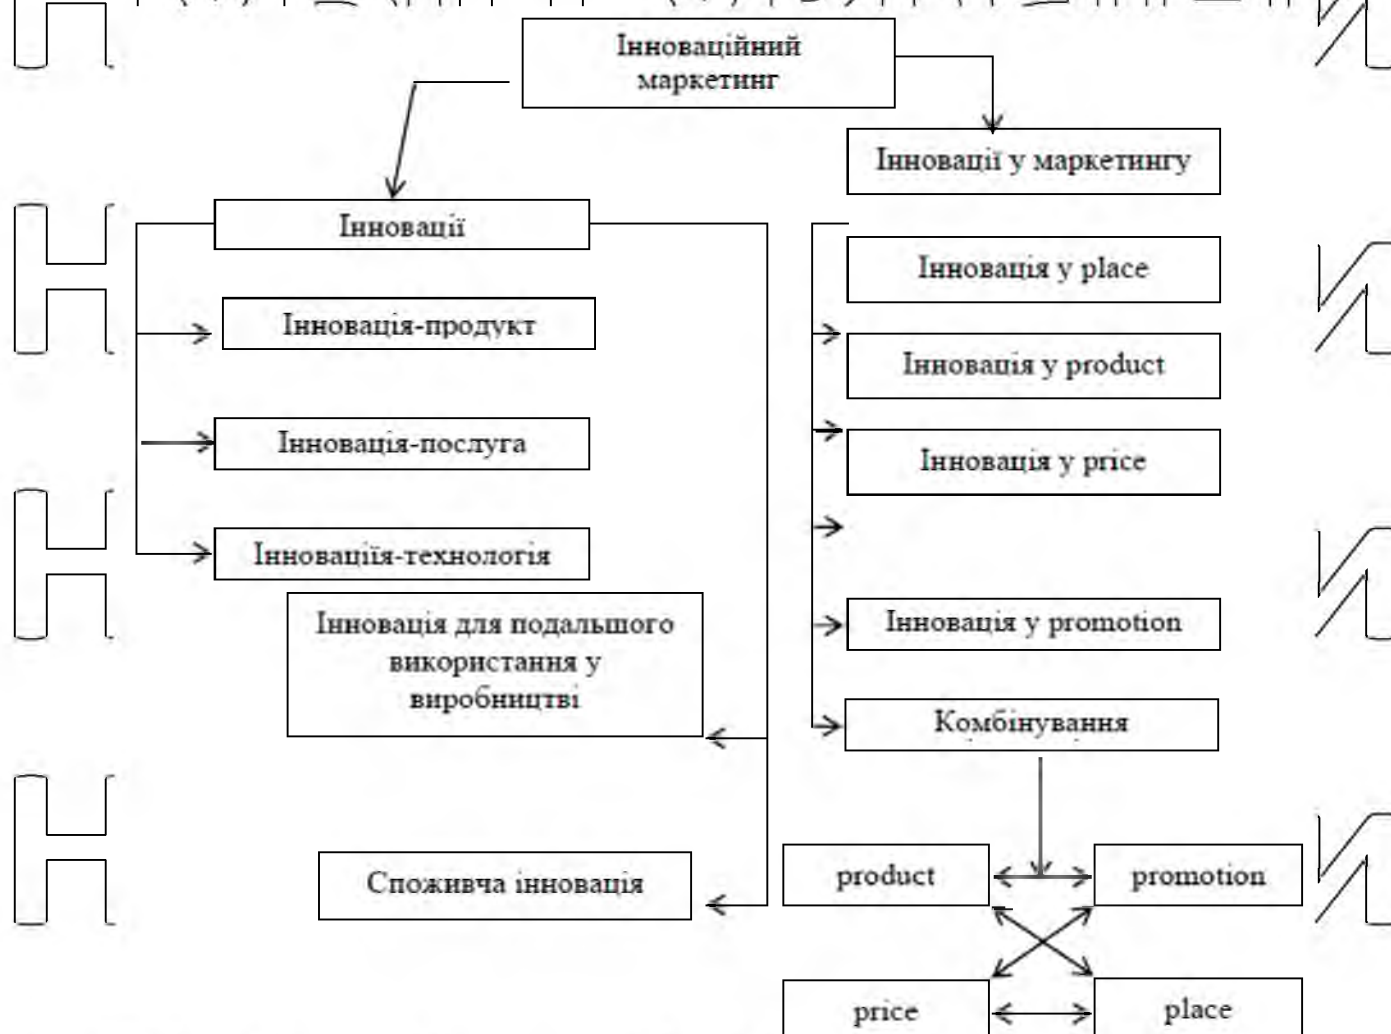 Інноваційний
маркетинг
Інновації у маркетингу
Інновації
Інновація у place
Інновація-продукт
Інновація у product
Інновація-послуга
Інновація у price
Інноваціїя-технологія
Інновація для подальшого
використання у
виробництві
Інновація у promotion
Комбінування
Споживча інновація
product
promotion
price
place
Н
И
Н
И
Н
И